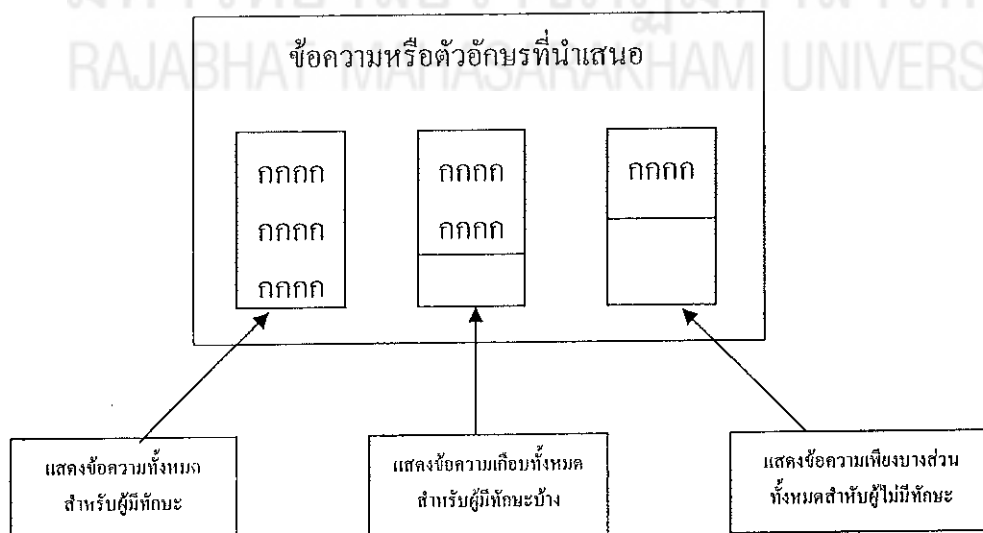 RAJABHAT MAHASARAKHAM UNIVERS
ข้อความหรือตัวอักษรที่นำเสนอ
กกกก
กกกก
กกกก
กกกก
กกกก
กกกก
แสดงข้อความทั้งหมด
สำหรับผู้มีทักษะ
แสดงข้อความเกือบทั้งหมด
สำหรับผู้มีทักษะบ้าง
แสดงข้อความเพียงบางส่วน
ทั้งหมดสำหับผู้ไม่มีทักษะ